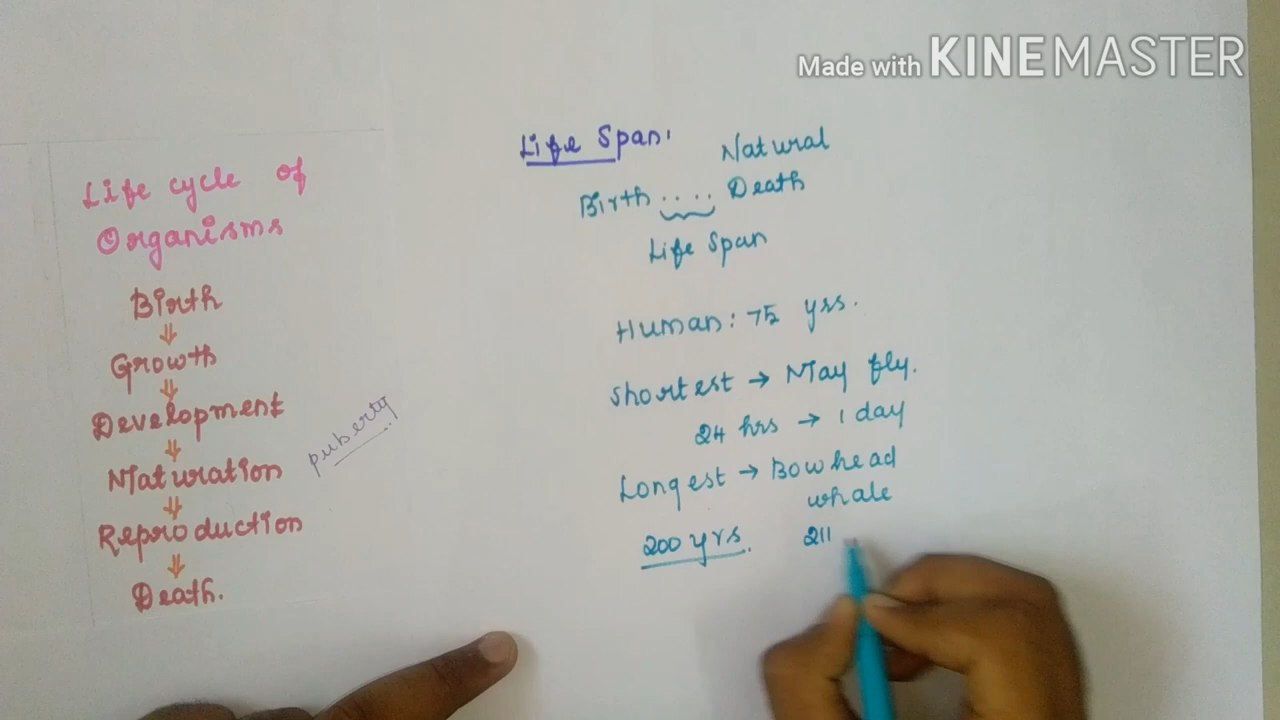 Made with KINEMASTER
Life cycle of
Organisms
Birth
⇓
Growth
⇓
Development
⇓
Maturation
puberty
⇓
Reproduction
⇓
Death.
Life Span:
Natural
Birth .... Death
Life Span
Human: 75 yrs.
Shortest → May fly.
24 hrs → 1 day
Longest → Bowhead
whale
200 yrs. 211